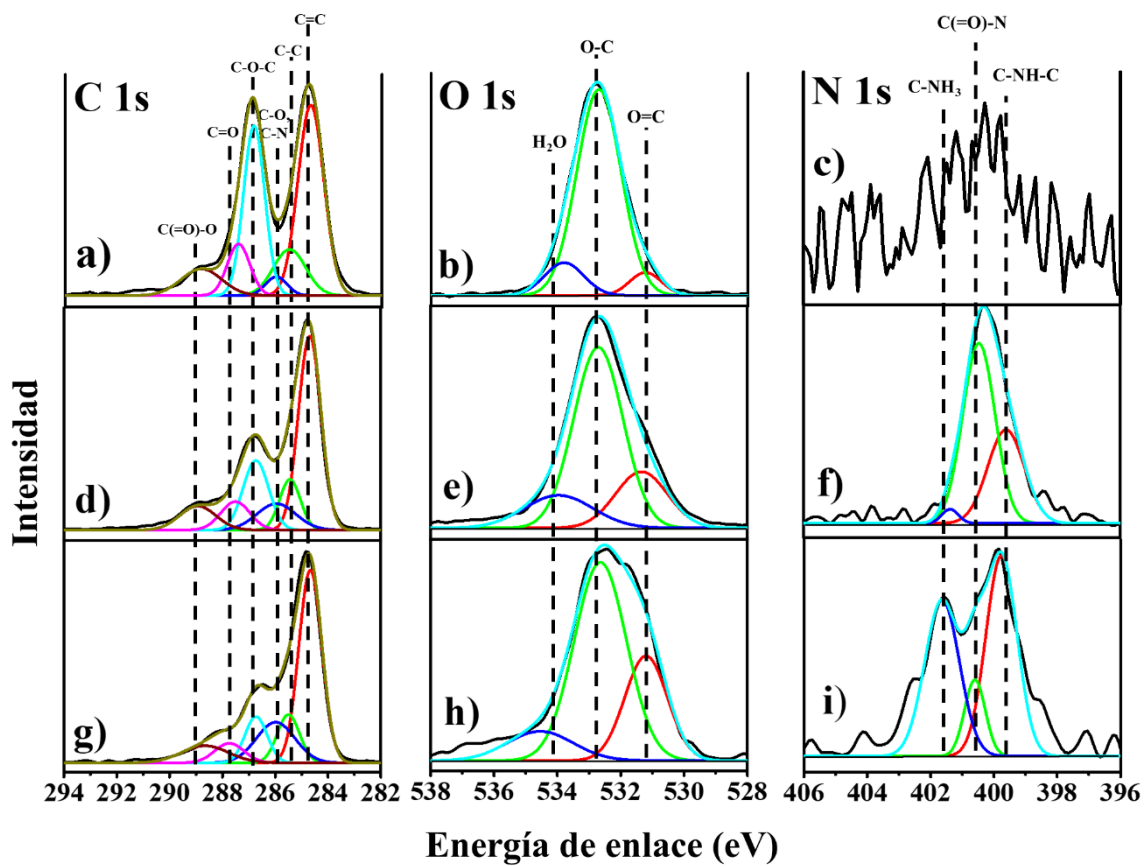 C 1s
C=C
C-C
C-O-C
C-O,
C-N
C=O
C(=O)-O
a)
O 1s
O-C
O=C
H₂O
b)
N 1s
C(=O)-N
C-NH₃
C-NH-C
c)
Intensidad
d)
e)
f)
g)
h)
i)
294 292 290 288 286 284 282
538 536 534 532 530 528
406 404 402 400 398 396
Energía de enlace (eV)